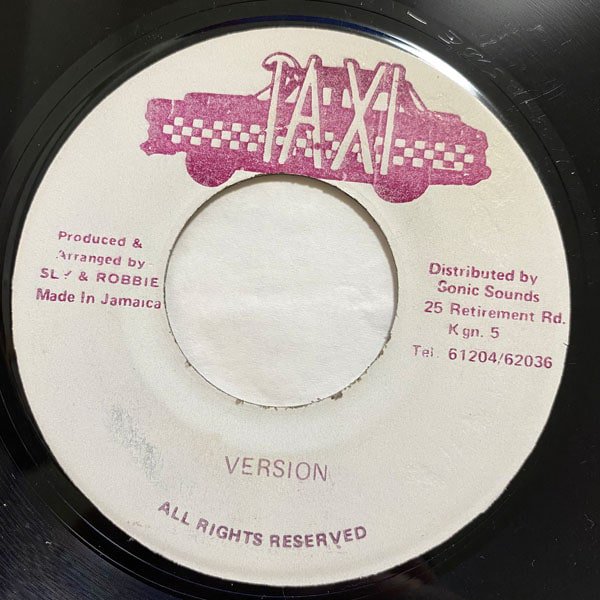 TAXI
Produced &
Arranged by
SLY & ROBBIE
Made In Jamaica
Distributed by
Sonic Sounds
25 Retirement Rd.
Kgn. 5
Tel. 61204/62036
VERSION
ALL RIGHTS RESERVED